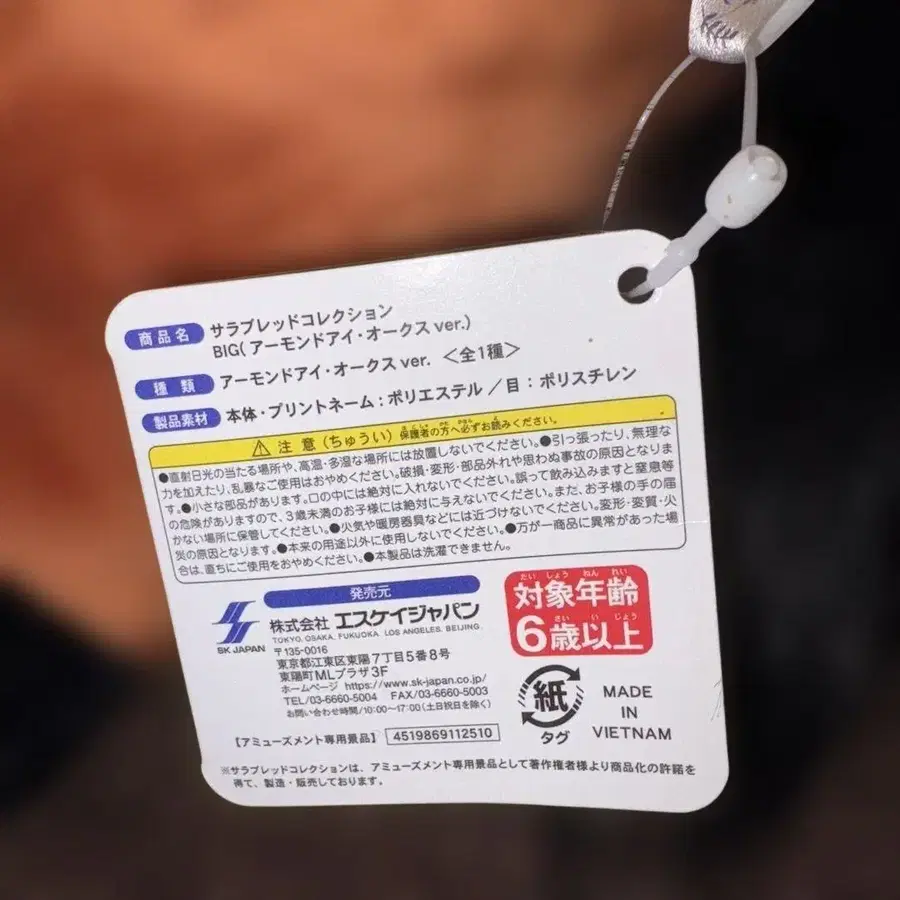 商品名 サラブレッドコレクション
BIG(アーモンドアイ・オークスver.)
種類 アーモンドアイ・オークスver. ＜全1種＞
製品素材 本体・プリントネーム:ポリエステル／目:ポリスチレン
⚠ 注意(ちゅうい) 保護者の方へ必ずお読みください。
●直射日光の当たる場所や、高温・多湿な場所には放置しないでください。●引っ張ったり、無理な
力を加えたり、乱暴なご使用はおやめください。破損・変形・部品外れや思わぬ事故の原因となりま
す。●小さな部品があります。口の中には絶対に入れないでください。誤って飲み込みますと窒息等
の危険がありますので、3歳未満のお子様には絶対に与えないでください。また、お子様の手の届
かない場所に保管してください。●火気や暖房器具などには近づけないでください。変形・変質・火
災の原因となります。●本来の用途以外に使用しないでください。●万が一商品に異常があった場
合は、直ちにご使用をおやめください。●本製品は洗濯できません。
発売元
SK JAPAN
株式会社 エスケイジャパン
TOKYO. OSAKA. FUKUOKA. LOS ANGELES. BEIJING.
〒135-0016
東京都江東区東陽7丁目5番8号
東陽町MLプラザ3F
ホームページ https://www.sk-japan.co.jp/
TEL/03-6660-5004 FAX/03-6660-5003
お問い合わせ時間/10:00~17:00(土日祝日を除く)
たいしょうねんれい
対象年齢
さいいじょう
6歳以上
紙
タグ
MADE
IN
VIETNAM
【アミューズメント専用景品】 4519869112510
※サラブレッドコレクションは、アミューズメント専用景品として著作権者様より商品化の許諾を
得て、製造・販売しております。